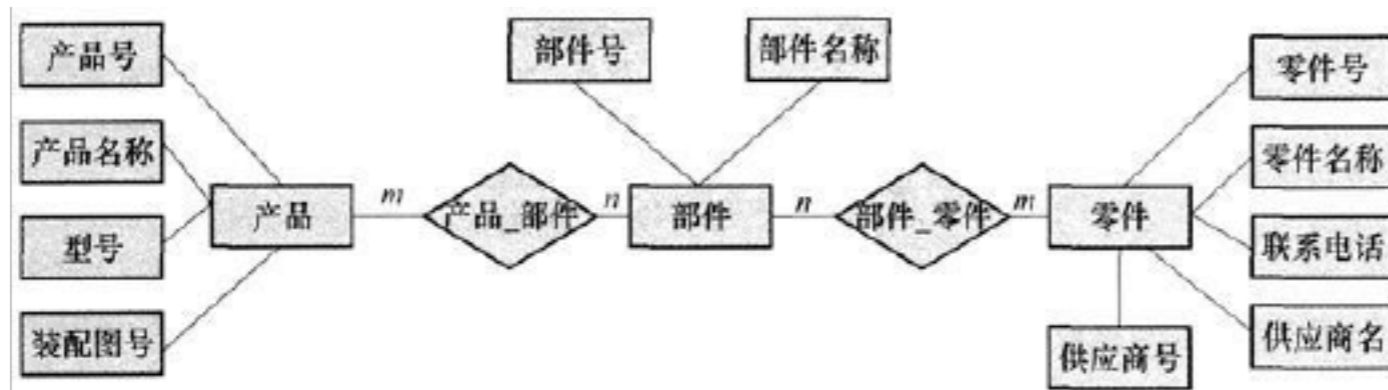 产品号
产品名称
型号
装配图号
产品
m
产品_部件
n
部件号
部件名称
部件
n
部件_零件
m
零件
零件号
零件名称
联系电话
供应商名
供应商号